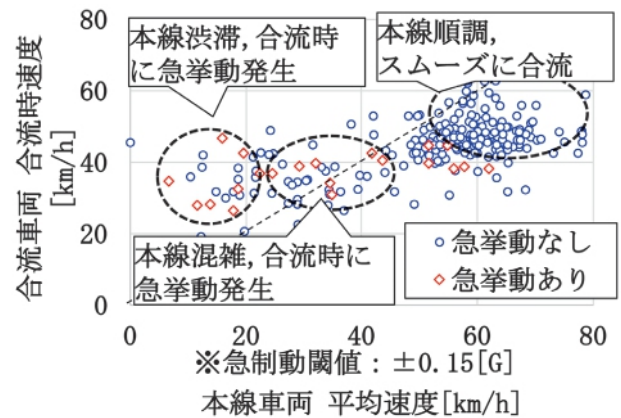 80
60
40
20
0
0
20
40
60
80
合流車両 合流時速度
[km/h]
本線渋滞, 合流時
に急挙動発生
本線順調,
スムーズに合流
本線混雑, 合流時に
急挙動発生
急挙動なし
急挙動あり
※急制動閾値：±0.15[G]
本線車両 平均速度[km/h]